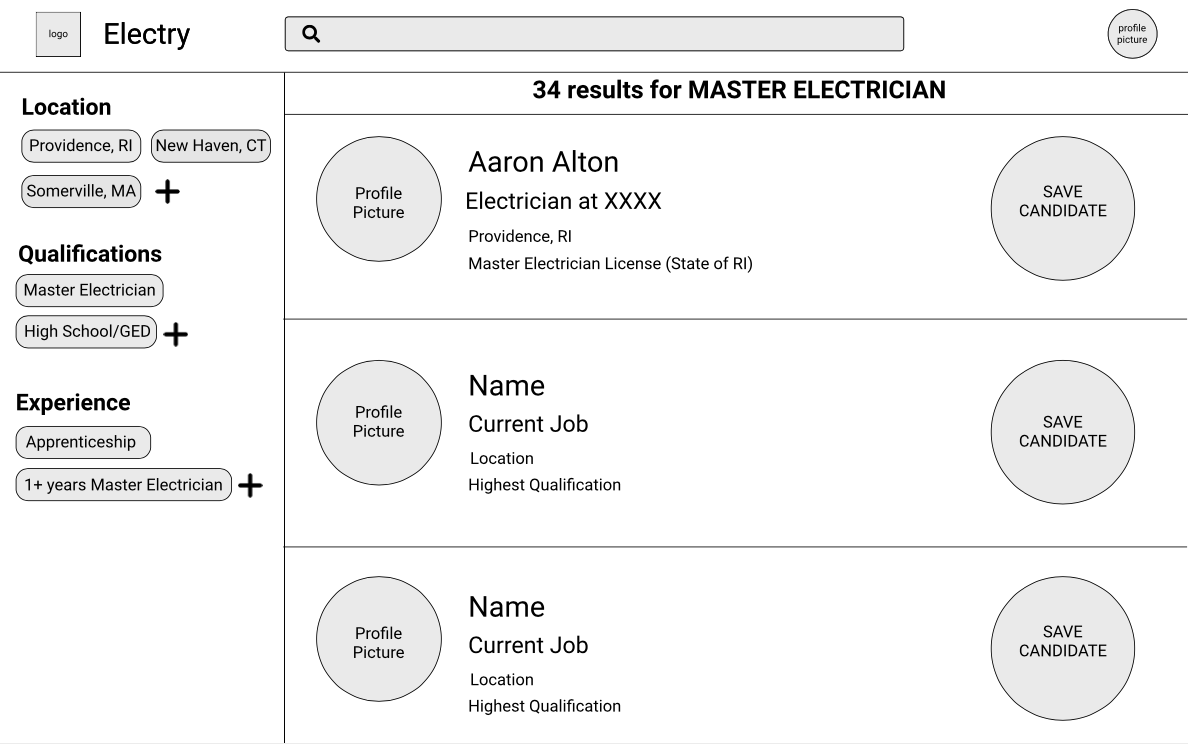 logo
Electry
profile
picture
Location
Providence, RI
New Haven, CT
Somerville, MA
Qualifications
Master Electrician
High School/GED
Experience
Apprenticeship
1+ years Master Electrician
34 results for MASTER ELECTRICIAN
Profile
Picture
Aaron Alton
Electrician at XXXX
Providence, RI
Master Electrician License (State of RI)
SAVE
CANDIDATE
Profile
Picture
Name
Current Job
Location
Highest Qualification
SAVE
CANDIDATE
Profile
Picture
Name
Current Job
Location
Highest Qualification
SAVE
CANDIDATE